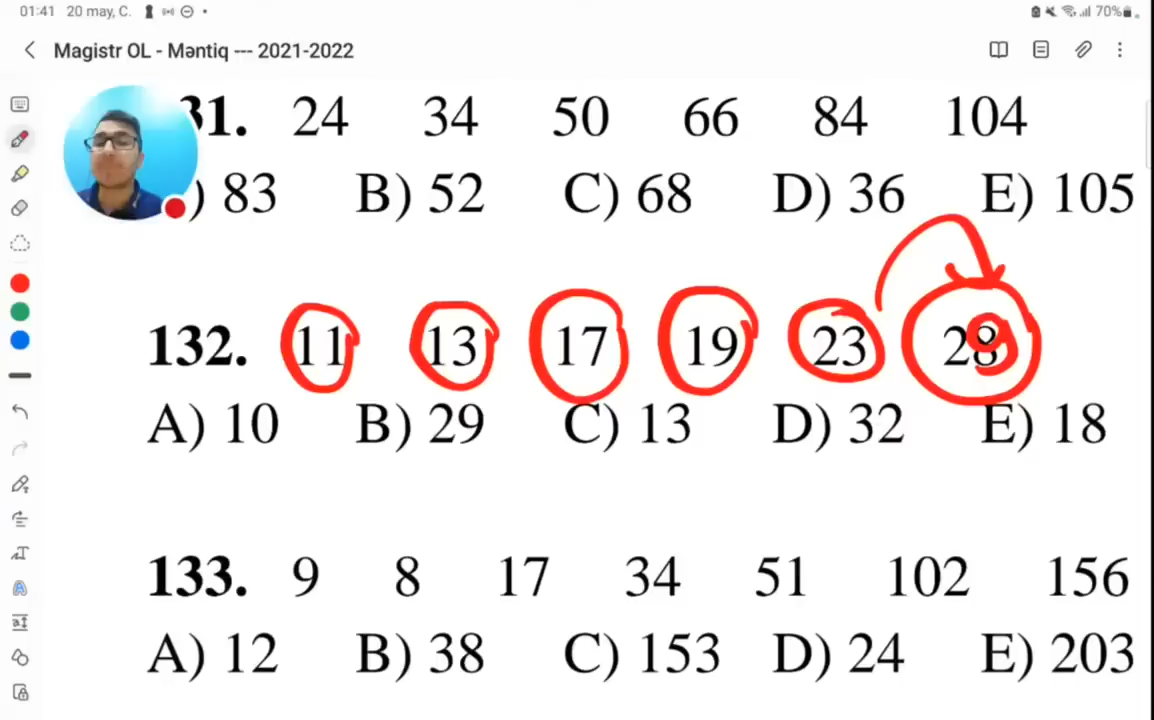 01:41 20 may, C. 70%
Magistr OL - Məntiq --- 2021-2022
31. 24 34 50 66 84 104
) 83 B) 52 C) 68 D) 36 E) 105
132. 11 13 17 19 23 28
A) 10 B) 29 C) 13 D) 32 E) 18
133. 9 8 17 34 51 102 156
A) 12 B) 38 C) 153 D) 24 E) 203